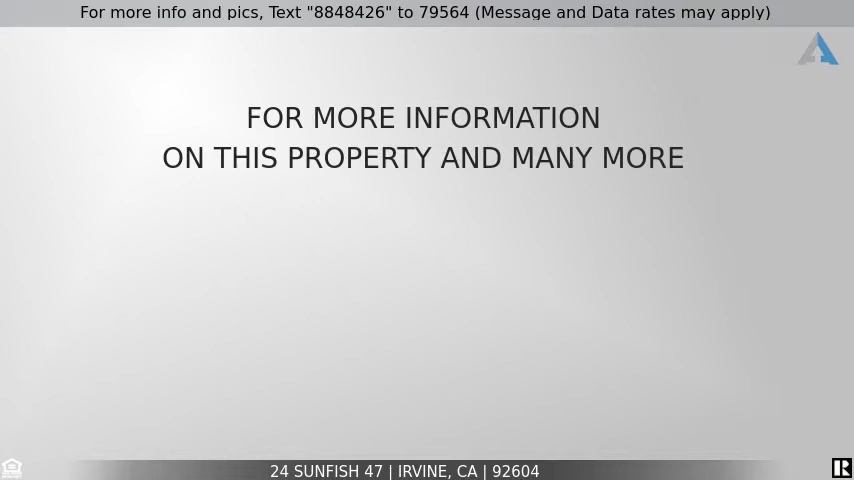 For more info and pics, Text "8848426" to 79564 (Message and Data rates may apply)
FOR MORE INFORMATION
ON THIS PROPERTY AND MANY MORE
24 SUNFISH 47 | IRVINE, CA | 92604